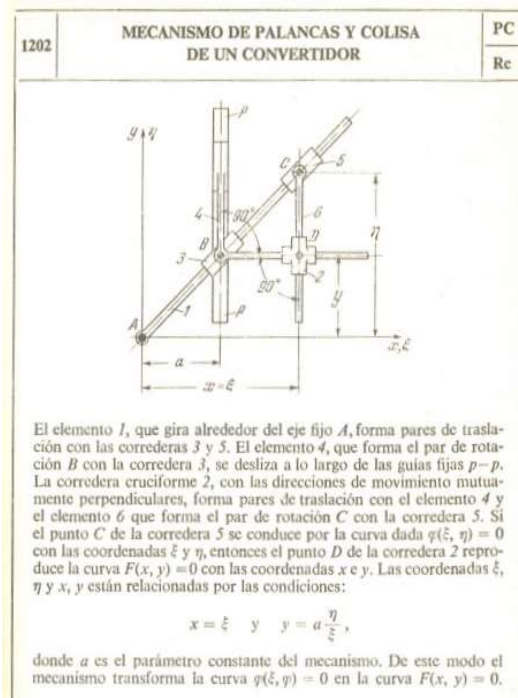 1202
MECANISMO DE PALANCAS Y COLISA
DE UN CONVERTIDOR
PC
Rc
y η
p
C
5
4
90°
6
B
D
η
3
90°
2
y
1
p
A
x,ξ
a
x=ξ
El elemento 1, que gira alrededor del eje fijo A, forma pares de trasla-
ción con las correderas 3 y 5. El elemento 4, que forma el par de rota-
ción B con la corredera 3, se desliza a lo largo de las guías fijas p—p.
La corredera cruciforme 2, con las direcciones de movimiento mutua-
mente perpendiculares, forma pares de traslación con el elemento 4 y
el elemento 6 que forma el par de rotación C con la corredera 5. Si
el punto C de la corredera 5 se conduce por la curva dada φ(ξ, η) = 0
con las coordenadas ξ y η, entonces el punto D de la corredera 2 repro-
duce la curva F(x, y) = 0 con las coordenadas x e y. Las coordenadas ξ,
η y x, y están relacionadas por las condiciones:
x = ξ y y = a η/ξ ,
donde a es el parámetro constante del mecanismo. De este modo el
mecanismo transforma la curva φ(ξ, φ) = 0 en la curva F(x, y) = 0.